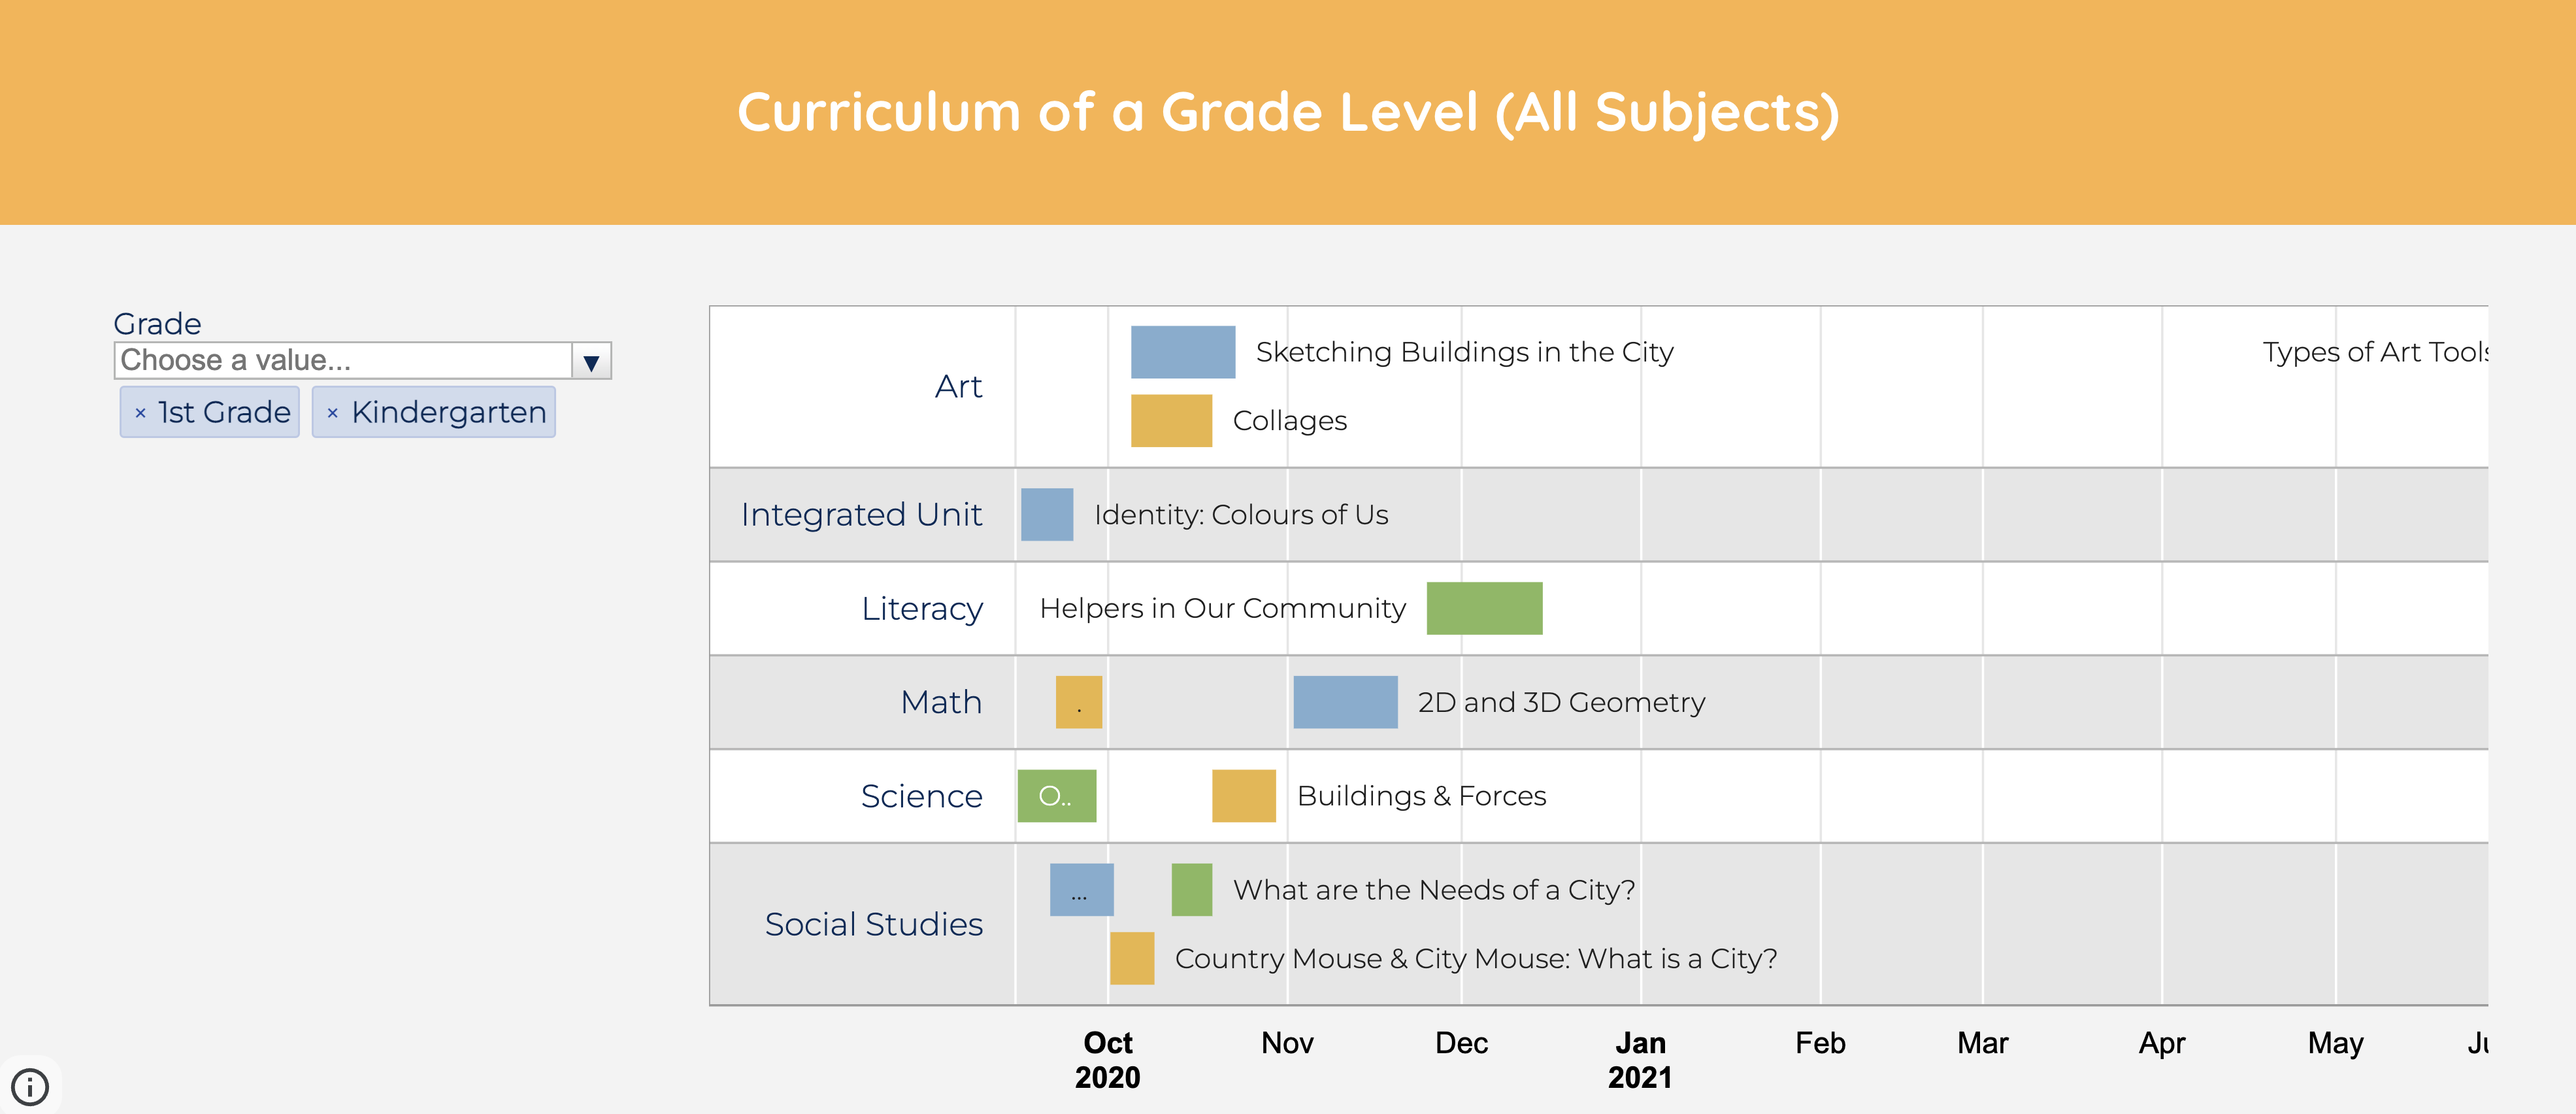 Curriculum of a Grade Level (All Subjects)
Grade
Choose a value...
× 1st Grade × Kindergarten
Art
Sketching Buildings in the City
Types of Art Tools
Collages
Integrated Unit
Identity: Colours of Us
Literacy
Helpers in Our Community
Math
.
2D and 3D Geometry
Science
O..
Buildings & Forces
Social Studies
...
What are the Needs of a City?
Country Mouse & City Mouse: What is a City?
Oct Nov Dec Jan Feb Mar Apr May
2020 2021